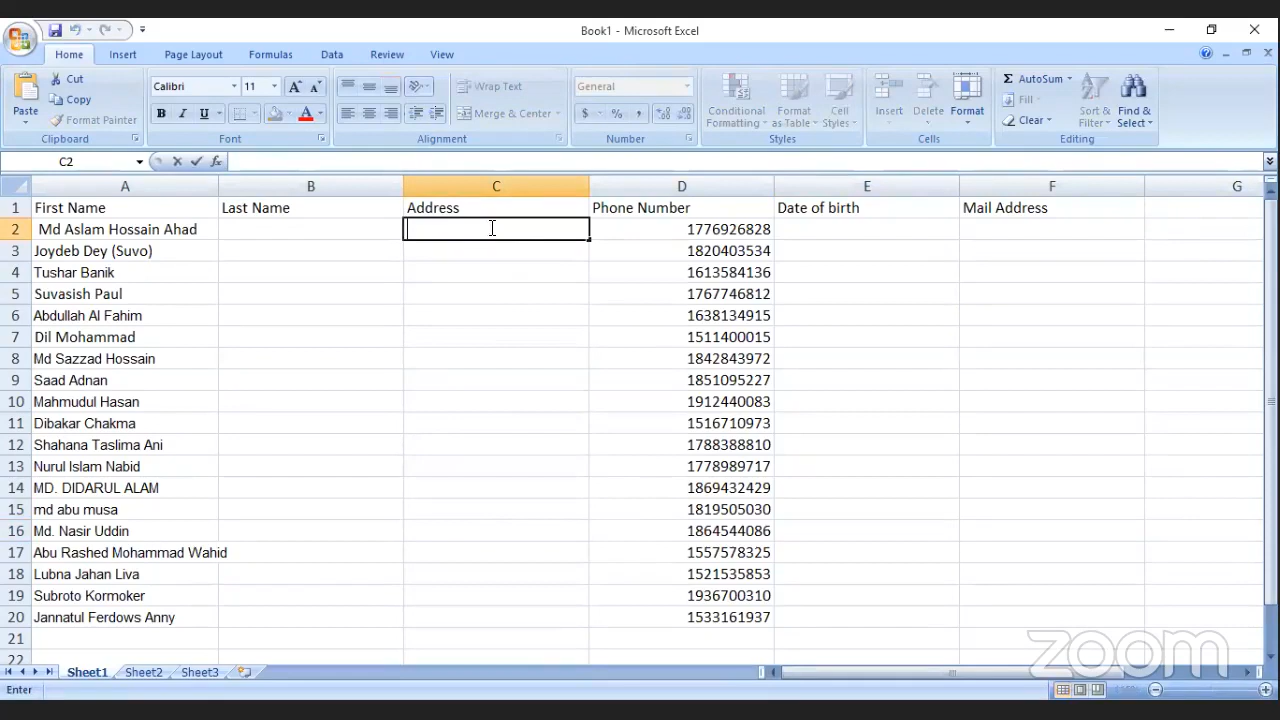 Book1 - Microsoft Excel
Home Insert Page Layout Formulas Data Review View
Cut
Copy
Format Painter
Paste
Clipboard
Calibri 11
B I U
Font
Wrap Text
Merge & Center
Alignment
General
$ % ,
Number
Conditional Formatting
Format as Table
Cell Styles
Styles
Insert Delete Format
Cells
Σ AutoSum
Fill
Clear
Sort & Filter
Find & Select
Editing
C2 fx
A B C D E F G
1 First Name Last Name Address Phone Number Date of birth Mail Address
2 Md Aslam Hossain Ahad 1776926828
3 Joydeb Dey (Suvo) 1820403534
4 Tushar Banik 1613584136
5 Suvasish Paul 1767746812
6 Abdullah Al Fahim 1638134915
7 Dil Mohammad 1511400015
8 Md Sazzad Hossain 1842843972
9 Saad Adnan 1851095227
10 Mahmudul Hasan 1912440083
11 Dibakar Chakma 1516710973
12 Shahana Taslima Ani 1788388810
13 Nurul Islam Nabid 1778989717
14 MD. DIDARUL ALAM 1869432429
15 md abu musa 1819505030
16 Md. Nasir Uddin 1864544086
17 Abu Rashed Mohammad Wahid 1557578325
18 Lubna Jahan Liva 1521535853
19 Subroto Kormoker 1936700310
20 Jannatul Ferdows Anny 1533161937
21
22
zoom
Sheet1 Sheet2 Sheet3
Enter